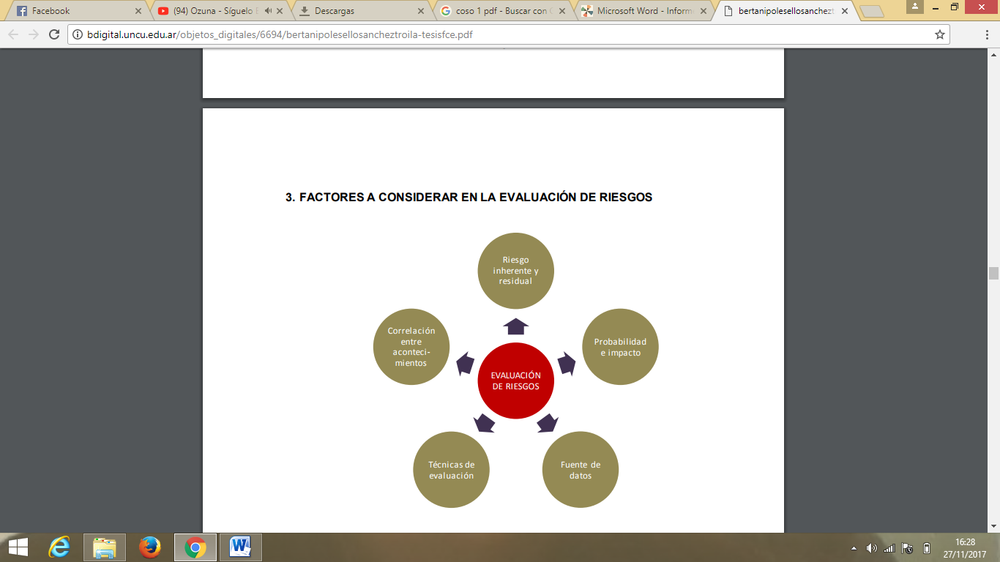 Facebook
(94) Ozuna - Síguelo
Descargas
coso 1 pdf - Buscar con
Microsoft Word - Inform
bertanipolesellosanchezt
bdigital.uncu.edu.ar/objetos_digitales/6694/bertanipolesellosancheztroila-tesisfce.pdf
3. FACTORES A CONSIDERAR EN LA EVALUACIÓN DE RIESGOS
Riesgo
inherente y
residual
Correlación
entre
aconteci-
mientos
Probabilidad
e impacto
EVALUACIÓN
DE RIESGOS
Técnicas de
evaluación
Fuente de
datos
16:28
27/11/2017